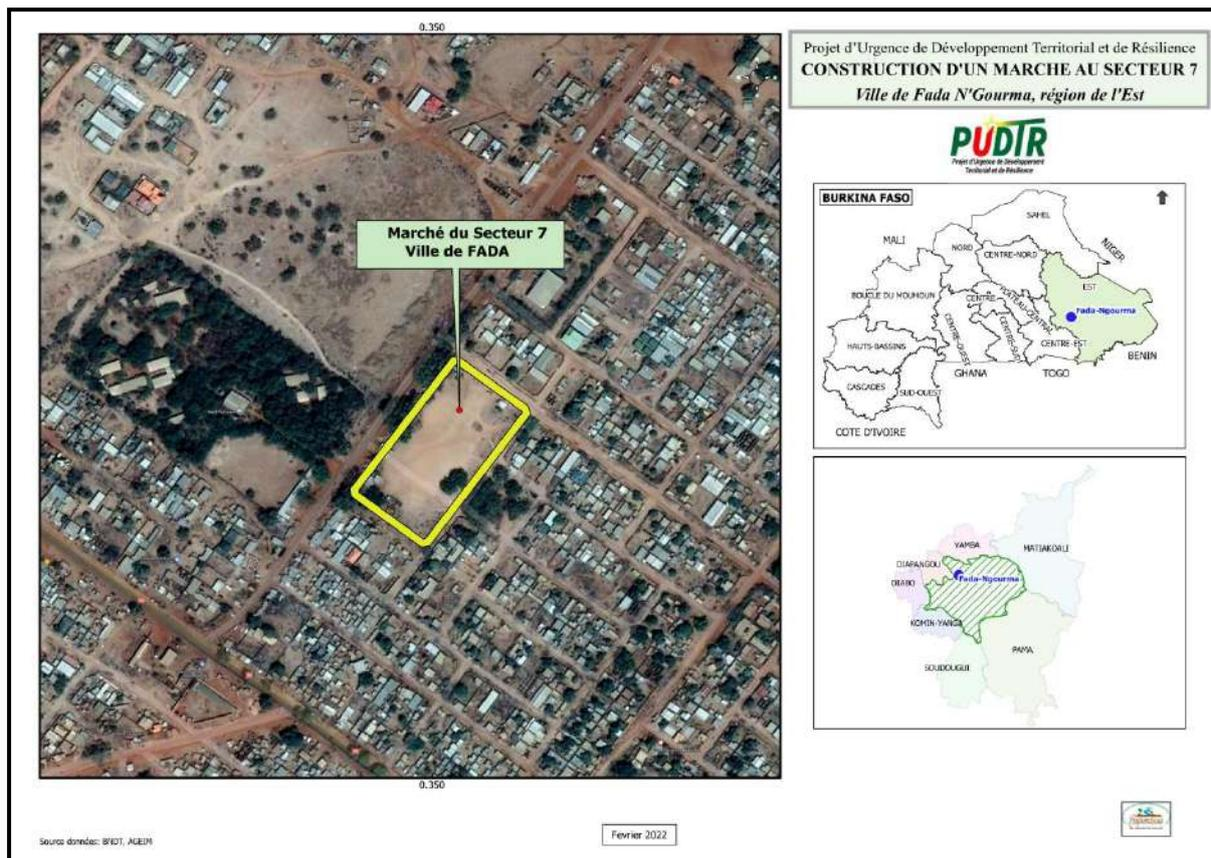 0.350
Marché du Secteur 7
Ville de FADA
0.350
Source données: BNDT, AGEIM
Fevrier 2022
Projet d'Urgence de Développement Territorial et de Résilience
CONSTRUCTION D'UN MARCHE AU SECTEUR 7
Ville de Fada N'Gourma, région de l'Est
PUDTR
Projet d'Urgence de Développement
Territorial et de Résilience
BURKINA FASO
SAHEL
MALI
NORD
NIGER
CENTRE-NORD
EST
BOUCLE DU MOUHOUN
CENTRE
PLATEAU-CENTRAL
Fada-Ngourma
HAUTS-BASSINS
CENTRE-OUEST
CENTRE-SUD
CENTRE-EST
BENIN
GHANA
TOGO
CASCADES
SUD-OUEST
COTE D'IVOIRE
YAMBA
MATIAKOALI
DIAPANGOU
Fada-Ngourma
DIABO
KOMIN-YANGA
PAMA
SOUDOUGUI